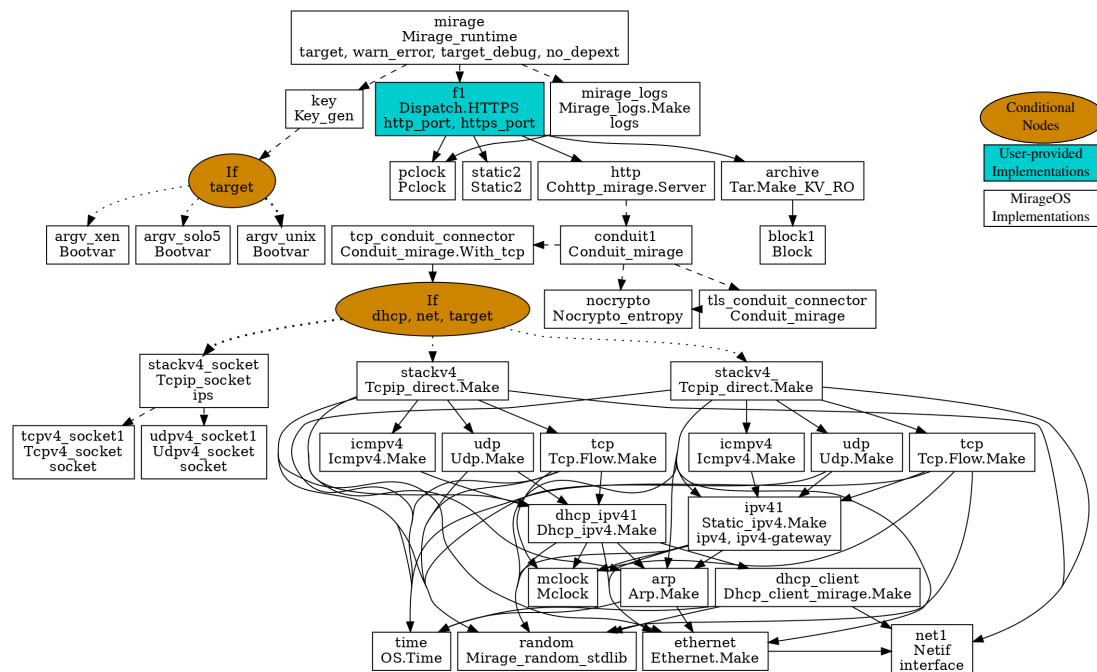 mirage
Mirage_runtime
target, warn_error, target_debug, no_depext
key
Key_gen
f1
Dispatch.HTTPS
http_port, https_port
mirage_logs
Mirage_logs.Make
logs
Conditional
Nodes
User-provided
Implementations
MirageOS
Implementations
If
target
pclock
Pclock
static2
Static2
http
Cohttp_mirage.Server
archive
Tar.Make_KV_RO
argv_xen
Bootvar
argv_solo5
Bootvar
argv_unix
Bootvar
tcp_conduit_connector
Conduit_mirage.With_tcp
conduit1
Conduit_mirage
block1
Block
If
dhcp, net, target
nocrypto
Nocrypto_entropy
tls_conduit_connector
Conduit_mirage
stackv4_socket
Tcpip_socket
ips
stackv4_
Tcpip_direct.Make
stackv4_
Tcpip_direct.Make
tcpv4_socket1
Tcpv4_socket
socket
udpv4_socket1
Udpv4_socket
socket
icmpv4
Icmpv4.Make
udp
Udp.Make
tcp
Tcp.Flow.Make
icmpv4
Icmpv4.Make
udp
Udp.Make
tcp
Tcp.Flow.Make
dhcp_ipv41
Dhcp_ipv4.Make
ipv41
Static_ipv4.Make
ipv4, ipv4-gateway
mclock
Mclock
arp
Arp.Make
dhcp_client
Dhcp_client_mirage.Make
time
OS.Time
random
Mirage_random_stdlib
ethernet
Ethernet.Make
net1
Netif
interface